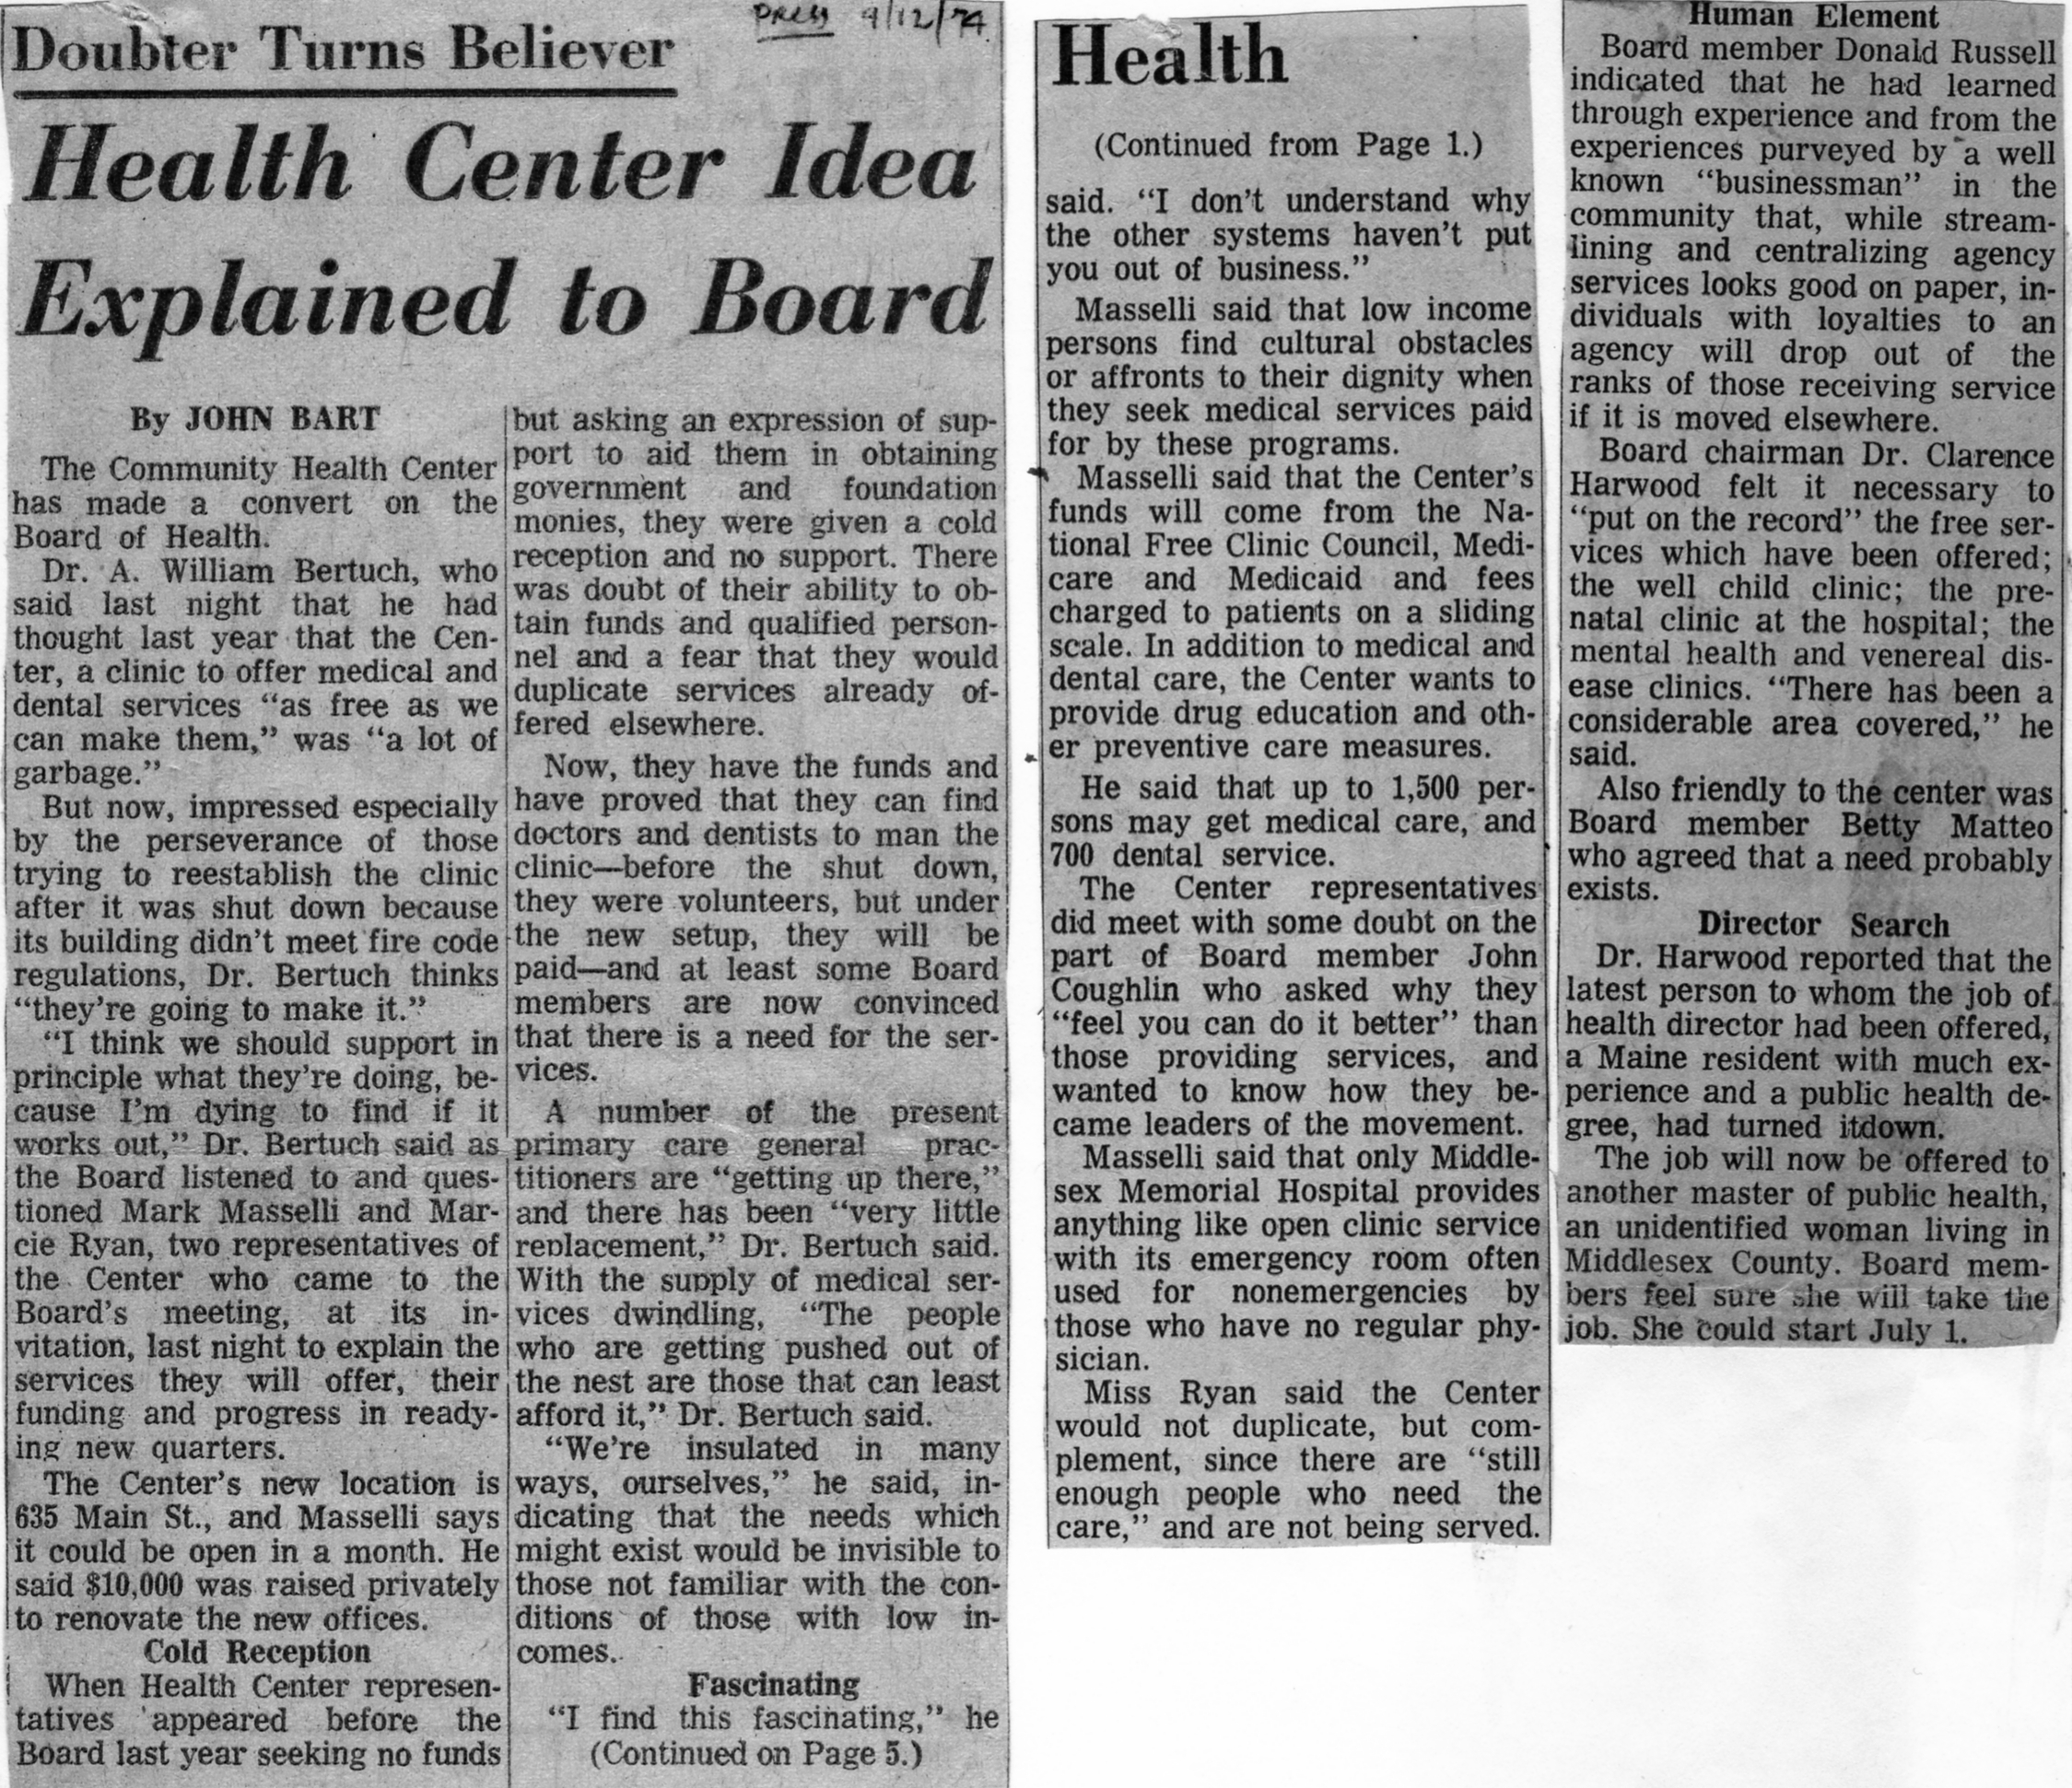 Press 9/12/74
Doubter Turns Believer
Health Center Idea
Explained to Board
By JOHN BART
The Community Health Center
has made a convert on the
Board of Health.
Dr. A. William Bertuch, who
said last night that he had
thought last year that the Cen-
ter, a clinic to offer medical and
dental services “as free as we
can make them,” was “a lot of
garbage.”
But now, impressed especially
by the perseverance of those
trying to reestablish the clinic
after it was shut down because
its building didn't meet fire code
regulations, Dr. Bertuch thinks
“they're going to make it.”
“I think we should support in
principle what they're doing, be-
cause I'm dying to find if it
works out,” Dr. Bertuch said as
the Board listened to and ques-
tioned Mark Masselli and Mar-
cie Ryan, two representatives of
the Center who came to the
Board's meeting, at its in-
vitation, last night to explain the
services they will offer, their
funding and progress in ready-
ing new quarters.
The Center's new location is
635 Main St., and Masselli says
it could be open in a month. He
said $10,000 was raised privately
to renovate the new offices.
Cold Reception
When Health Center represen-
tatives appeared before the
Board last year seeking no funds
but asking an expression of sup-
port to aid them in obtaining
government and foundation
monies, they were given a cold
reception and no support. There
was doubt of their ability to ob-
tain funds and qualified person-
nel and a fear that they would
duplicate services already of-
fered elsewhere.
Now, they have the funds and
have proved that they can find
doctors and dentists to man the
clinic—before the shut down,
they were volunteers, but under
the new setup, they will be
paid—and at least some Board
members are now convinced
that there is a need for the ser-
vices.
A number of the present
primary care general prac-
titioners are “getting up there,”
and there has been “very little
replacement,” Dr. Bertuch said.
With the supply of medical ser-
vices dwindling, “The people
who are getting pushed out of
the nest are those that can least
afford it,” Dr. Bertuch said.
“We're insulated in many
ways, ourselves,” he said, in-
dicating that the needs which
might exist would be invisible to
those not familiar with the con-
ditions of those with low in-
comes.
Fascinating
“I find this fascinating,” he
(Continued on Page 5.)
Health
(Continued from Page 1.)
said. “I don't understand why
the other systems haven't put
you out of business.”
Masselli said that low income
persons find cultural obstacles
or affronts to their dignity when
they seek medical services paid
for by these programs.
Masselli said that the Center's
funds will come from the Na-
tional Free Clinic Council, Medi-
care and Medicaid and fees
charged to patients on a sliding
scale. In addition to medical and
dental care, the Center wants to
provide drug education and oth-
er preventive care measures.
He said that up to 1,500 per-
sons may get medical care, and
700 dental service.
The Center representatives
did meet with some doubt on the
part of Board member John
Coughlin who asked why they
“feel you can do it better” than
those providing services, and
wanted to know how they be-
came leaders of the movement.
Masselli said that only Middle-
sex Memorial Hospital provides
anything like open clinic service
with its emergency room often
used for nonemergencies by
those who have no regular phy-
sician.
Miss Ryan said the Center
would not duplicate, but com-
plement, since there are “still
enough people who need the
care,” and are not being served.
Human Element
Board member Donald Russell
indicated that he had learned
through experience and from the
experiences purveyed by a well
known “businessman” in the
community that, while stream-
lining and centralizing agency
services looks good on paper, in-
dividuals with loyalties to an
agency will drop out of the
ranks of those receiving service
if it is moved elsewhere.
Board chairman Dr. Clarence
Harwood felt it necessary to
“put on the record” the free ser-
vices which have been offered;
the well child clinic; the pre-
natal clinic at the hospital; the
mental health and venereal dis-
ease clinics. “There has been a
considerable area covered,” he
said.
Also friendly to the center was
Board member Betty Matteo
who agreed that a need probably
exists.
Director Search
Dr. Harwood reported that the
latest person to whom the job of
health director had been offered,
a Maine resident with much ex-
perience and a public health de-
gree, had turned itdown.
The job will now be offered to
another master of public health,
an unidentified woman living in
Middlesex County. Board mem-
bers feel sure she will take the
job. She could start July 1.